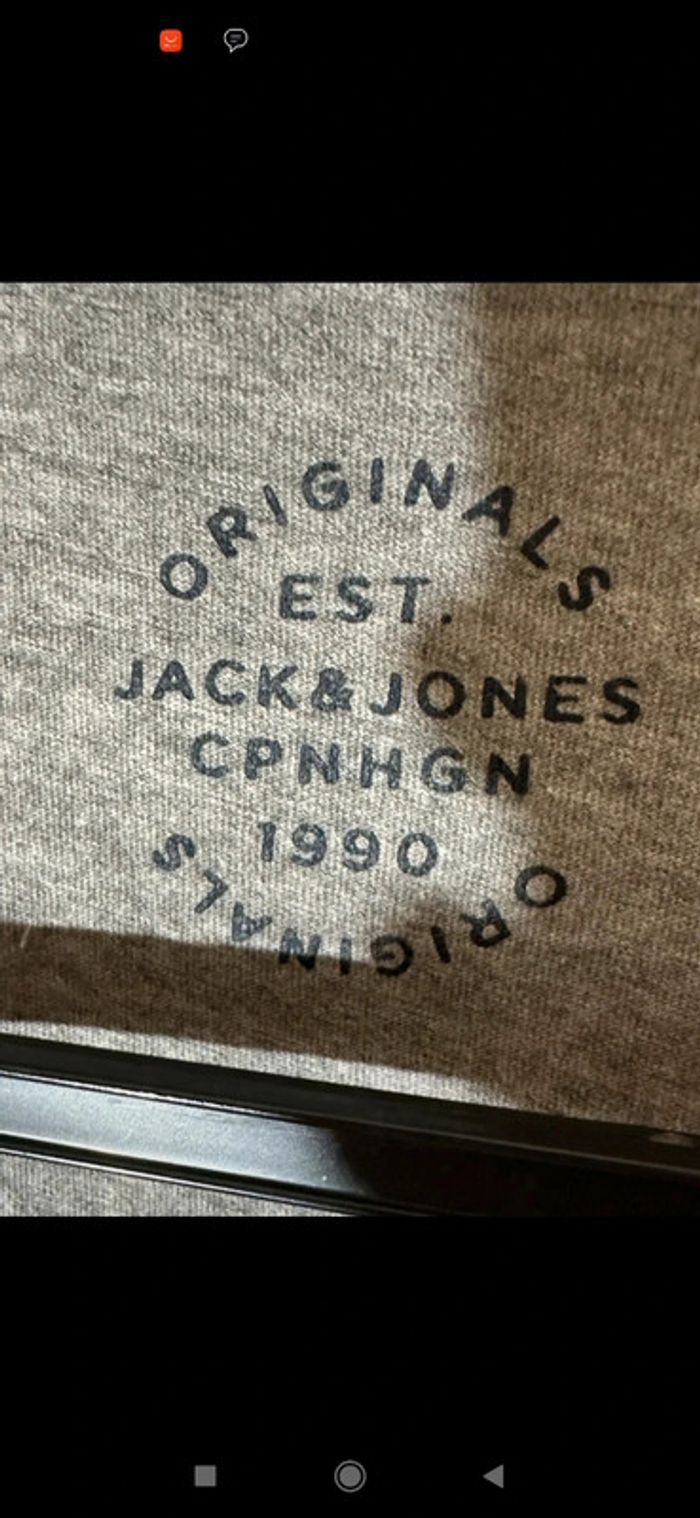 ORIGINALS
EST.
JACK&JONES
CPNHGN
1990
ORIGINALS